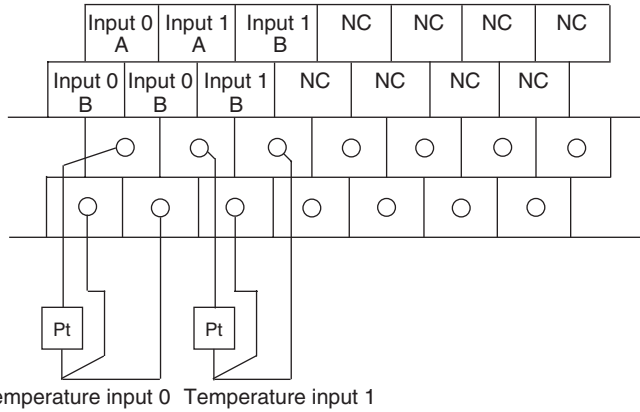 Input 0 Input 1 Input 1 NC NC NC NC
A A B
Input 0 Input 0 Input 1 NC NC NC NC
B B B
Pt Pt
emperature input 0 Temperature input 1